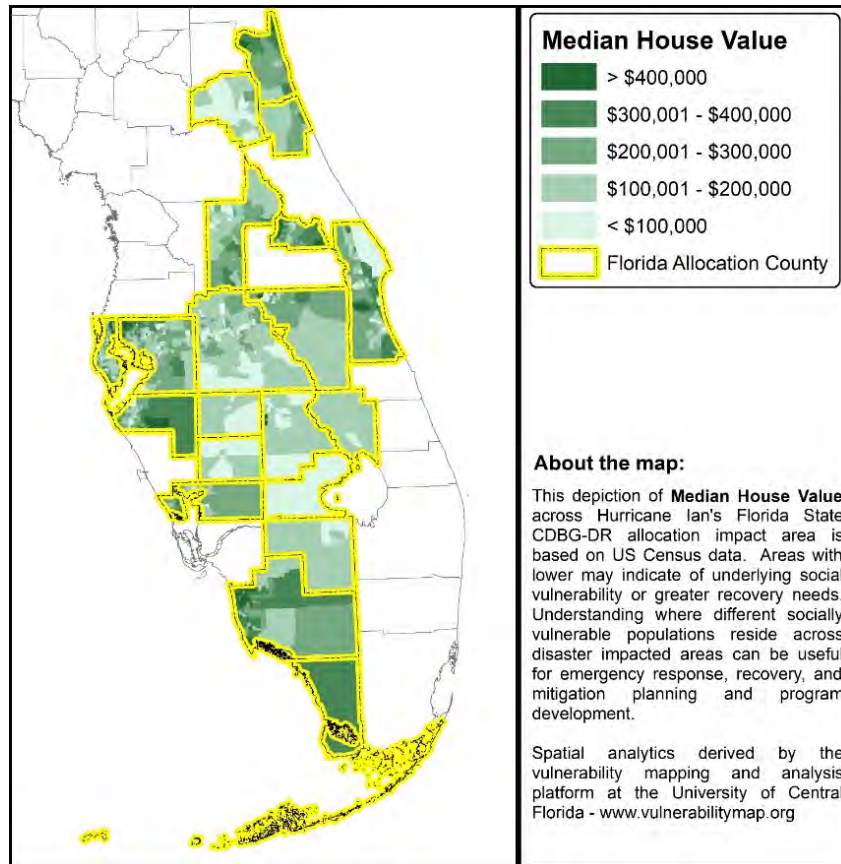 Median House Value
> $400,000
$300,001 - $400,000
$200,001 - $300,000
$100,001 - $200,000
< $100,000
Florida Allocation County
About the map:
This depiction of Median House Value
across Hurricane Ian's Florida State
CDBG-DR allocation impact area is
based on US Census data. Areas with
lower may indicate of underlying social
vulnerability or greater recovery needs.
Understanding where different socially
vulnerable populations reside across
disaster impacted areas can be useful
for emergency response, recovery, and
mitigation planning and program
development.
Spatial analytics derived by the
vulnerability mapping and analysis
platform at the University of Central
Florida - www.vulnerabilitymap.org